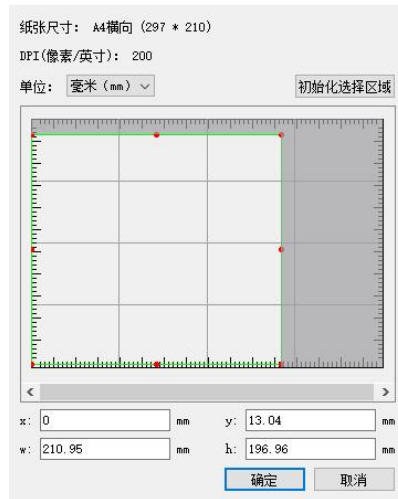 纸张尺寸: A4横向 (297 * 210)
DPI(像素/英寸): 200
单位: 毫米 (mm) 初始化选择区域
x: 0 mm y: 13.04 mm
w: 210.95 mm h: 196.96 mm
确定 取消